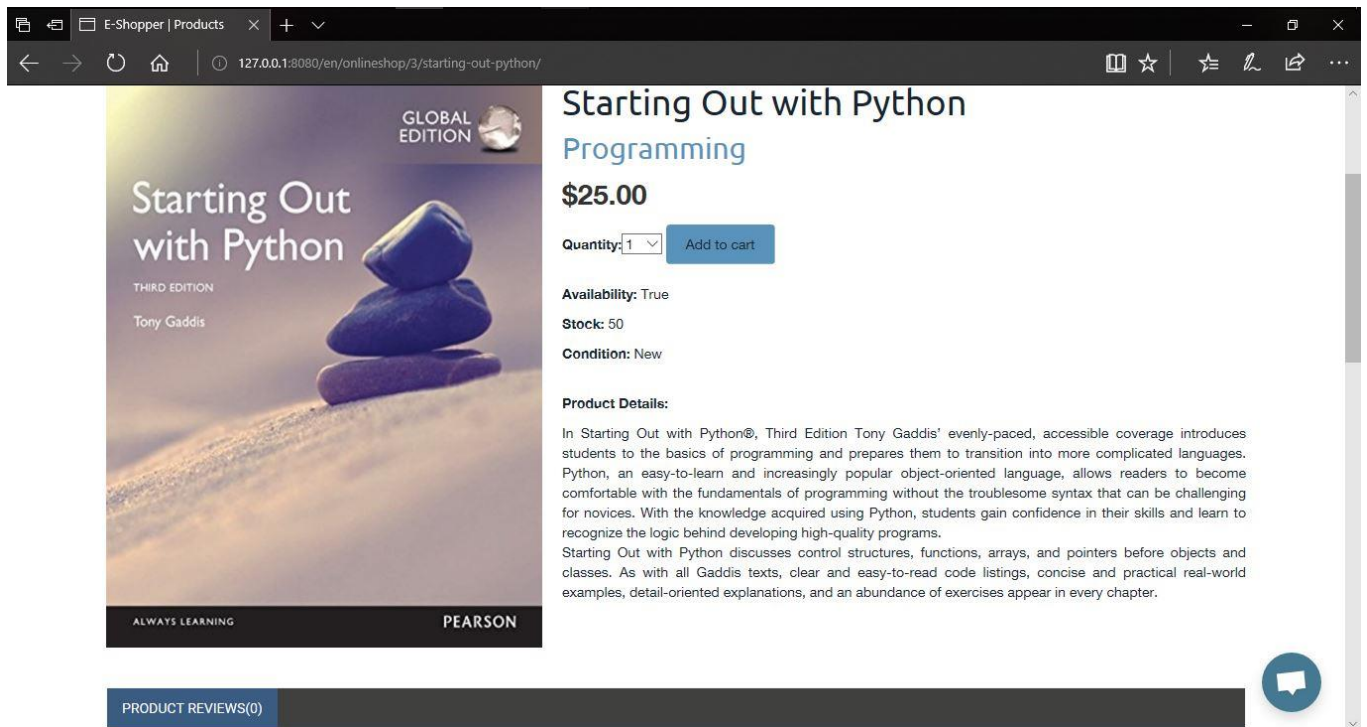 E-Shopper | Products
127.0.0.1:8080/en/onlineshop/3/starting-out-python/
GLOBAL
EDITION
Starting Out
with Python
THIRD EDITION
Tony Gaddis
ALWAYS LEARNING
PEARSON
Starting Out with Python
Programming
$25.00
Quantity: 1 Add to cart
Availability: True
Stock: 50
Condition: New
Product Details:
In Starting Out with Python®, Third Edition Tony Gaddis’ evenly-paced, accessible coverage introduces
students to the basics of programming and prepares them to transition into more complicated languages.
Python, an easy-to-learn and increasingly popular object-oriented language, allows readers to become
comfortable with the fundamentals of programming without the troublesome syntax that can be challenging
for novices. With the knowledge acquired using Python, students gain confidence in their skills and learn to
recognize the logic behind developing high-quality programs.
Starting Out with Python discusses control structures, functions, arrays, and pointers before objects and
classes. As with all Gaddis texts, clear and easy-to-read code listings, concise and practical real-world
examples, detail-oriented explanations, and an abundance of exercises appear in every chapter.
PRODUCT REVIEWS(0)